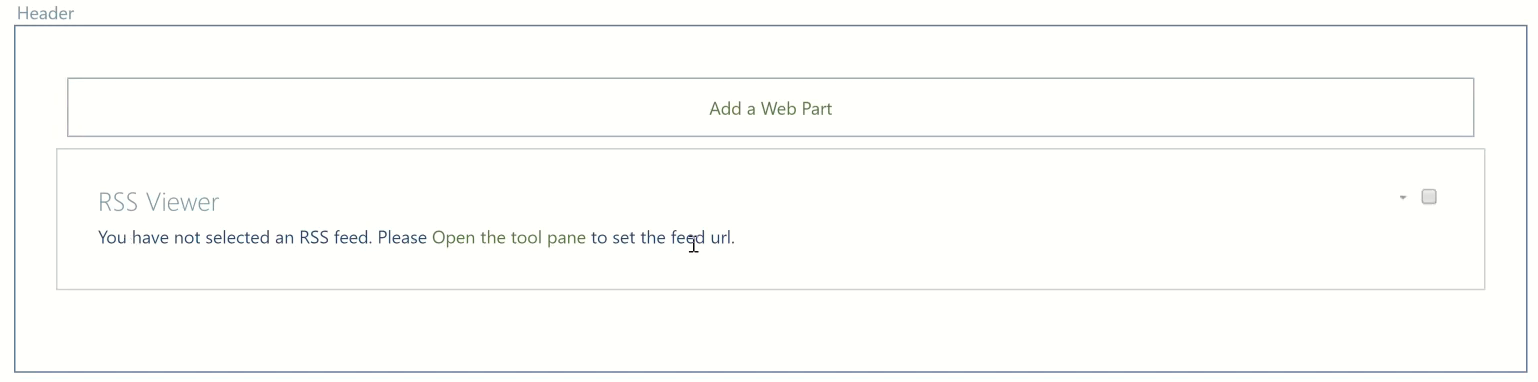 Header
Add a Web Part
RSS Viewer
You have not selected an RSS feed. Please Open the tool pane to set the feed url.